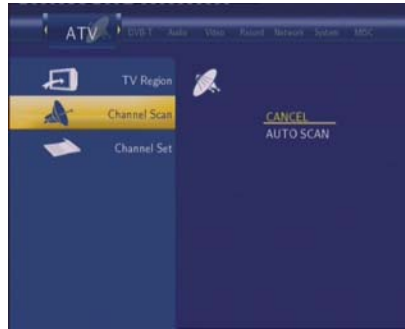 ATV DVB-T Audio Video Record Network System MISC
TV Region
Channel Scan
CANCEL
AUTO SCAN
Channel Set